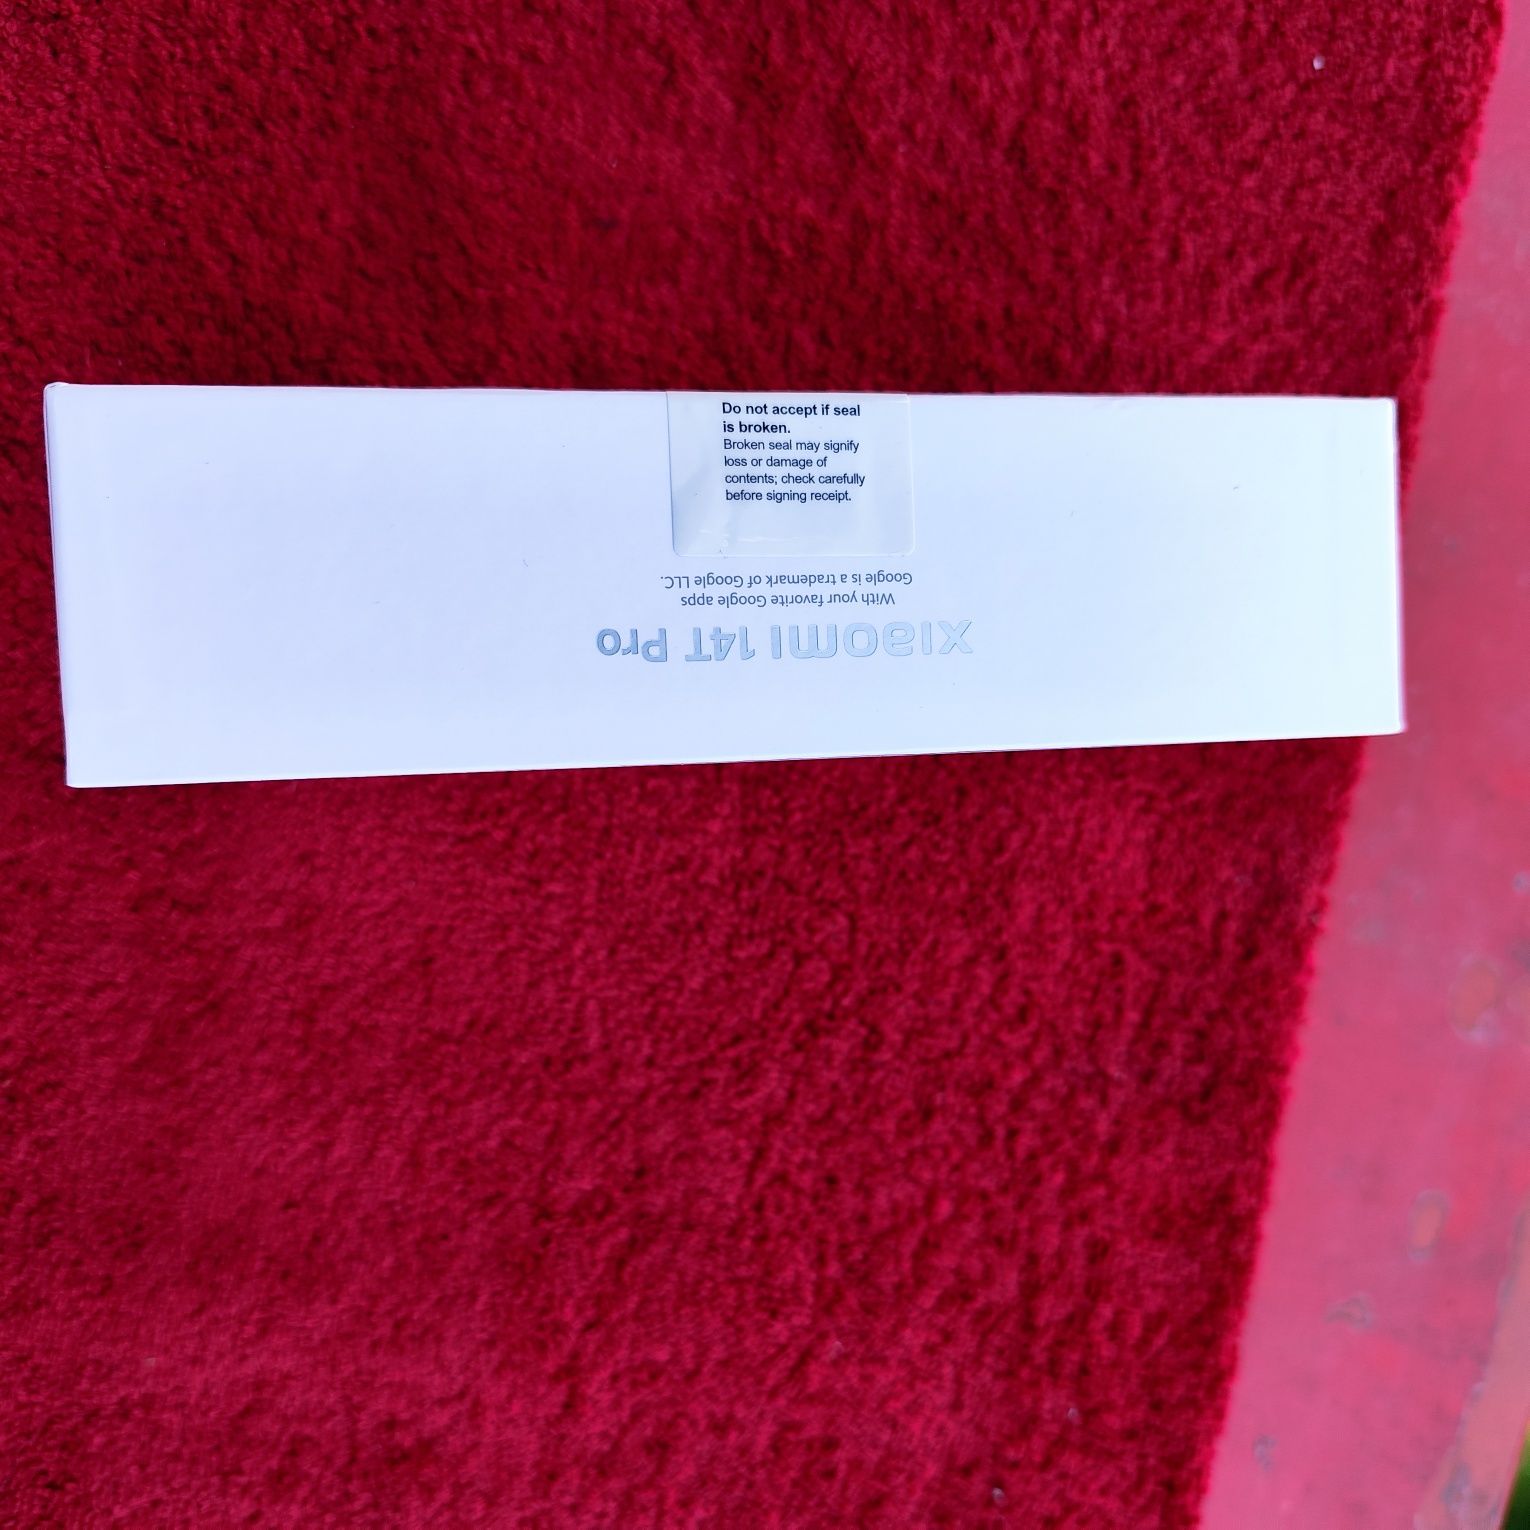 Do not accept if seal
is broken.
Broken seal may signify
loss or damage of
contents; check carefully
before signing receipt.
xiaomi 14T Pro
With your favorite Google apps
Google is a trademark of Google LLC.